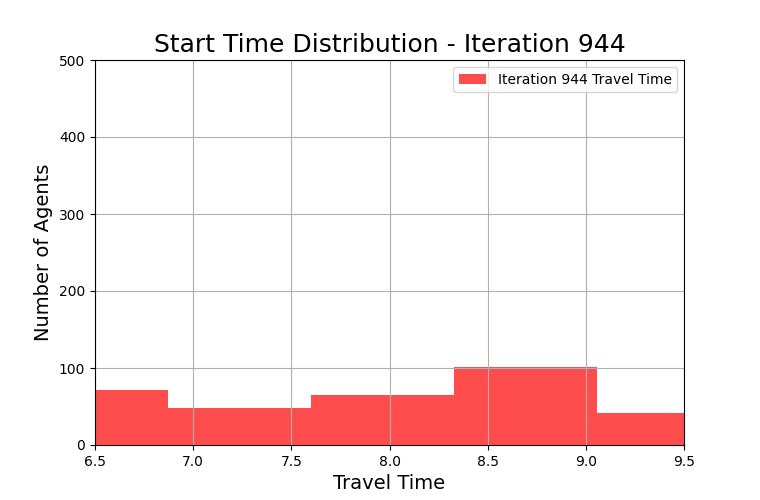 Start Time Distribution - Iteration 944
Iteration 944 Travel Time
Number of Agents
500
400
300
200
100
0
6.5 7.0 7.5 8.0 8.5 9.0 9.5
Travel Time